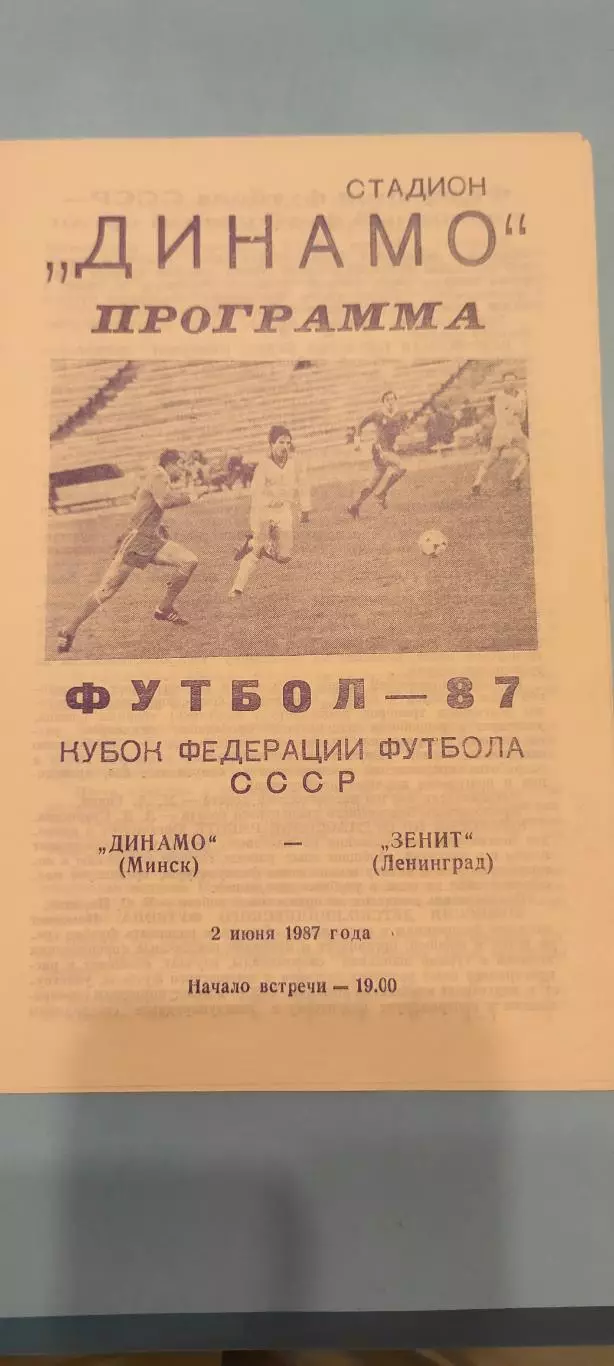 СТАДИОН
„ДИНАМО“
ПРОГРАММА
ФУТБОЛ — 87
КУБОК ФЕДЕРАЦИИ ФУТБОЛА
СССР
„ДИНАМО“ — „ЗЕНИТ“
(Минск) (Ленинград)
2 июня 1987 года
Начало встречи — 19.00